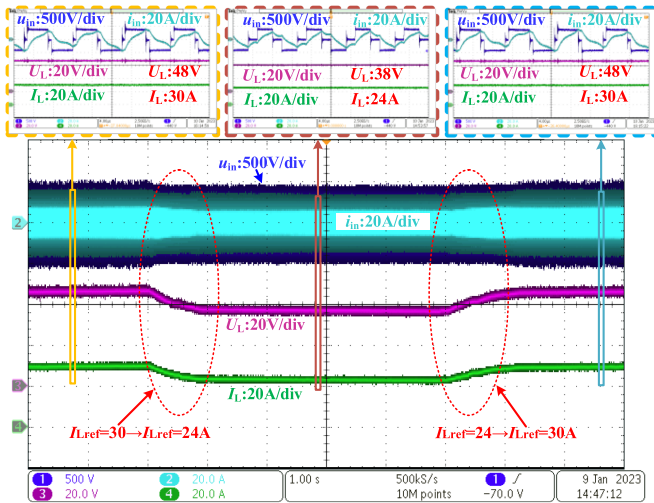 uin:500V/div iin:20A/div
UL:20V/div UL:48V
IL:20A/div IL:30A
uin:500V/div iin:20A/div
UL:20V/div UL:38V
IL:20A/div IL:24A
uin:500V/div iin:20A/div
UL:20V/div UL:48V
IL:20A/div IL:30A
uin:500V/div
2
iin:20A/div
UL:20V/div
3
IL:20A/div
4
ILref=30→ILref=24A
ILref=24→ILref=30A
1 500 V 2 20.0 A
3 20.0 V 4 20.0 A
1.00 s 500kS/s 1
10M points -70.0 V
9 Jan 2023
14:47:12